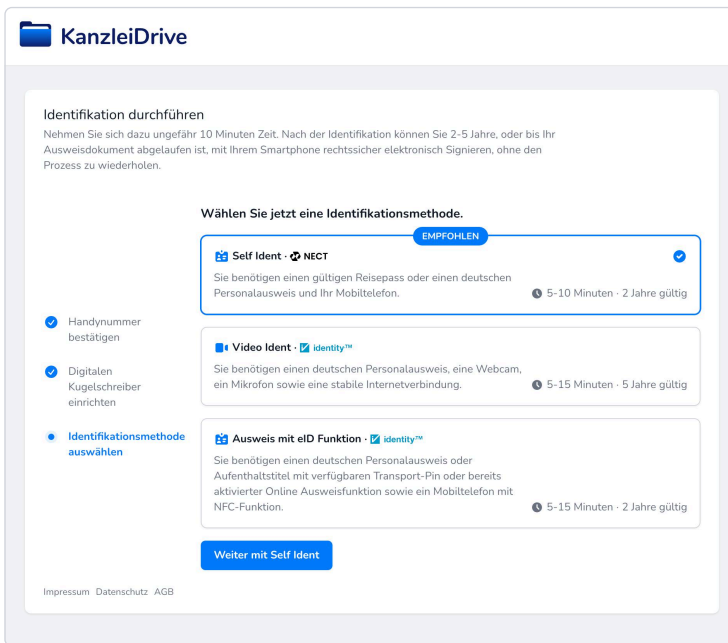 KanzleiDrive
Identifikation durchführen
Nehmen Sie sich dazu ungefähr 10 Minuten Zeit. Nach der Identifikation können Sie 2-5 Jahre, oder bis Ihr
Ausweisdokument abgelaufen ist, mit Ihrem Smartphone rechtssicher elektronisch Signieren, ohne den
Prozess zu wiederholen.
Handynummer
bestätigen
Digitalen
Kugelschreiber
einrichten
Identifikationsmethode
auswählen
Wählen Sie jetzt eine Identifikationsmethode.
EMPFOHLEN
Self Ident · NECT
Sie benötigen einen gültigen Reisepass oder einen deutschen
Personalausweis und Ihr Mobiltelefon.
5-10 Minuten · 2 Jahre gültig
Video Ident · identity™
Sie benötigen einen deutschen Personalausweis, eine Webcam,
ein Mikrofon sowie eine stabile Internetverbindung.
5-15 Minuten · 5 Jahre gültig
Ausweis mit eID Funktion · identity™
Sie benötigen einen deutschen Personalausweis oder
Aufenthaltstitel mit verfügbaren Transport-Pin oder bereits
aktivierter Online Ausweisfunktion sowie ein Mobiltelefon mit
NFC-Funktion.
5-15 Minuten · 2 Jahre gültig
Weiter mit Self Ident
Impressum Datenschutz AGB